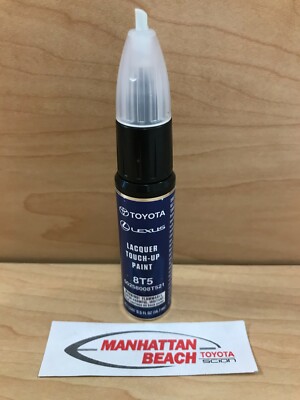 TOYOTA
LEXUS
LACQUER
TOUCH-UP
PAINT
8T5
MANHATTAN
BEACH TOYOTA
SCION